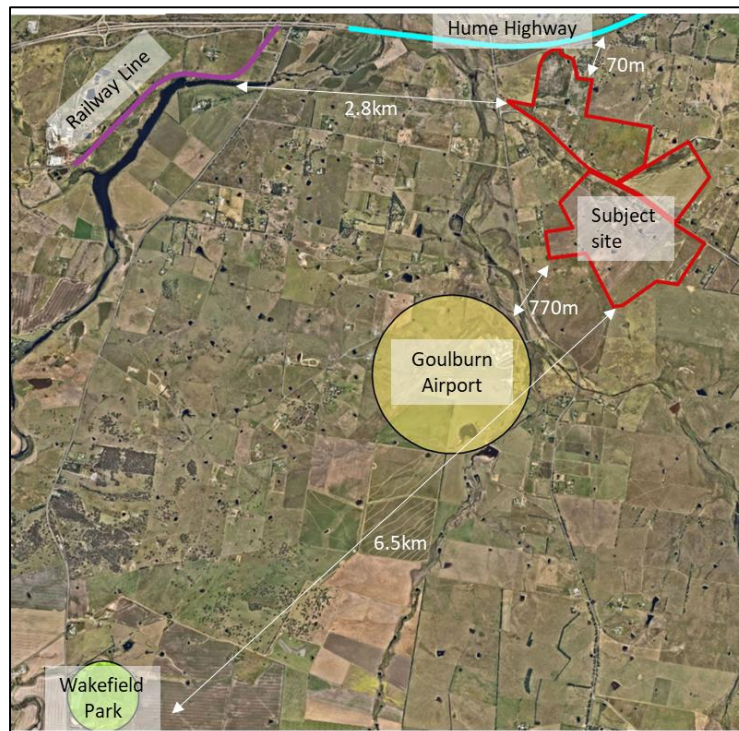 Hume Highway
70m
Railway Line
2.8km
Subject
site
770m
Goulburn
Airport
6.5km
Wakefield
Park